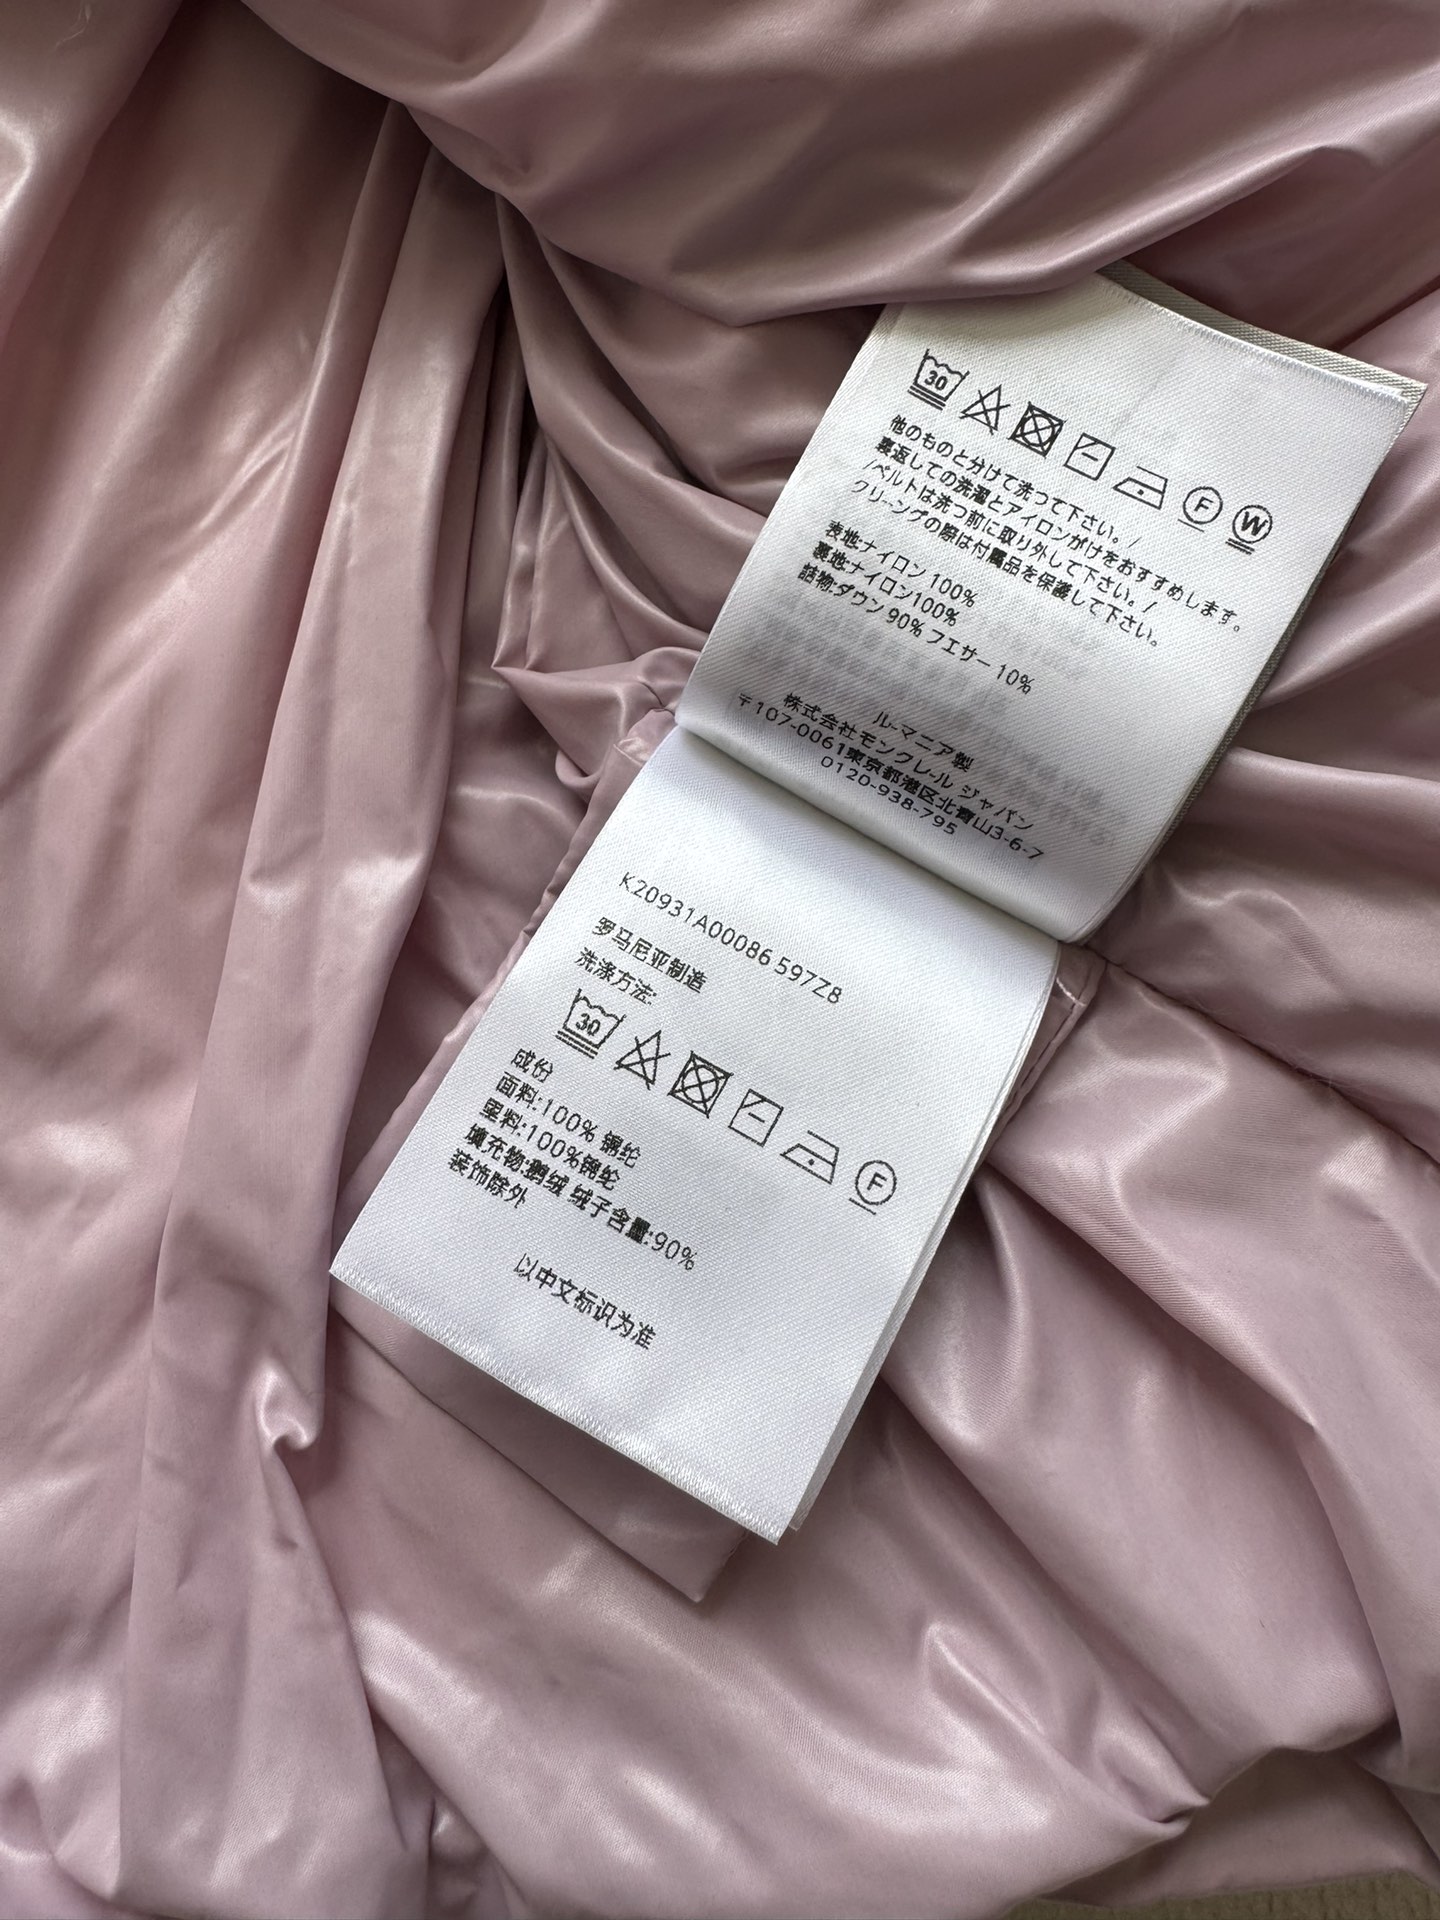 30
F
W
他のものと分けて洗って下さい。/
裏返しての洗濯とアイロンがけをおすすめします。
/ベルトは洗う前に取り外して下さい。/
クリーングの際は付属品を保護して下さい。
表地:ナイロン 100%
裏地:ナイロン100%
詰物:ダウン 90% フエザー 10%
ル-マニア製
株式会社モンクレール ジャパン
〒107-0061東京都港区北青山3-6-7
0120-938-795
K20931A00086 597Z8
罗马尼亚制造
洗涤方法:
30
F
成份
面料:100% 锦纶
里料:100%锦纶
填充物:鹅绒 绒子含量:90%
装饰除外
以中文标识为准